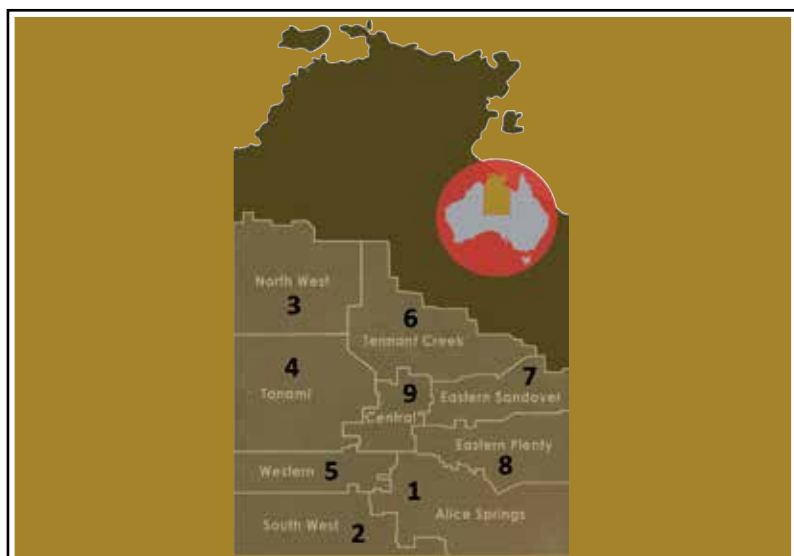 North West
3
6
Tennant Creek
4
Tanami
9
Central
7
Eastern Sandover
Eastern Plenty
8
Western 5
1
Alice Springs
South West 2